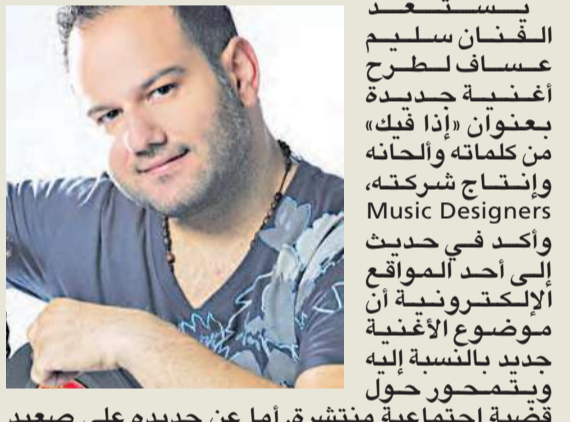 يستعد
الفنان سليم
عساف لطرح
أغنية جديدة
بعنوان «إذا فيك»
من كلماته وألحانه
وإنتاج شركته،
Music Designers
وأكد في حديث
إلى أحد المواقع
الإلكترونية أن
موضوع الأغنية
جديد بالنسبة إليه
ويتمحور حول
قضية اجتماعية منتشرة. أما عن جديده على صعيد